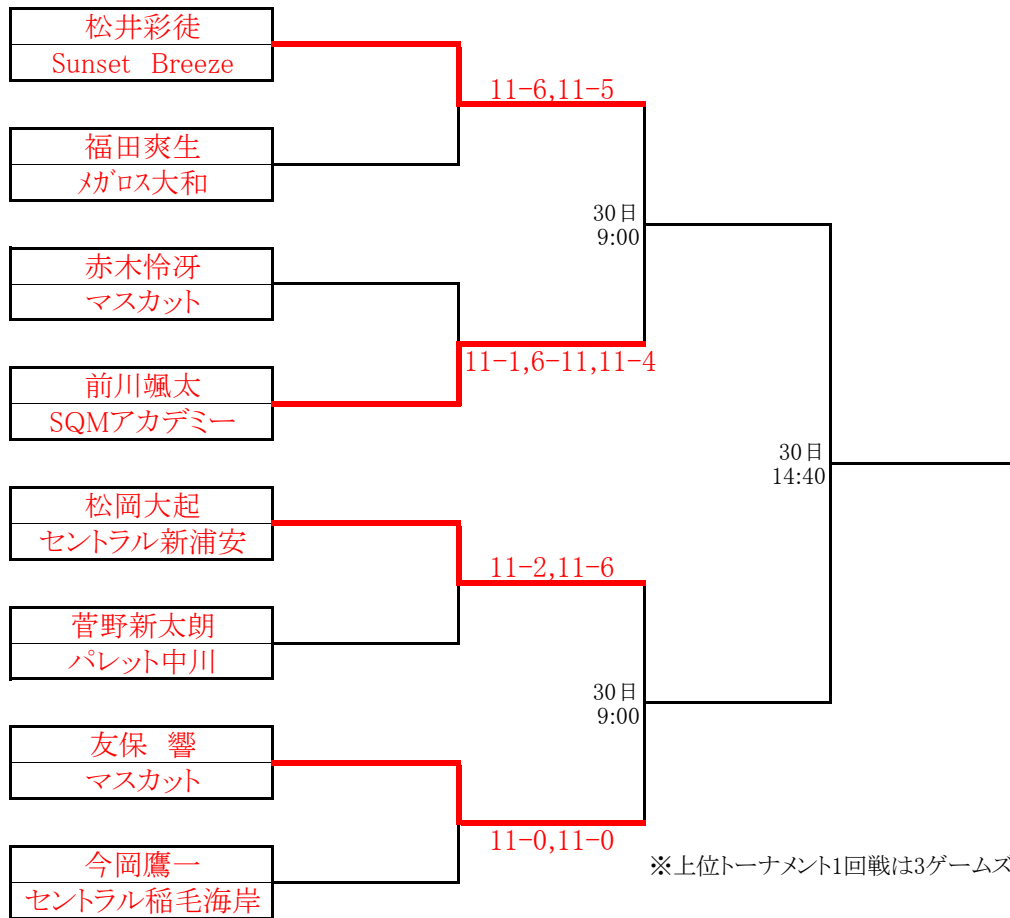 松井彩徒
Sunset Breeze
11-6,11-5
福田爽生
メガロス大和
30日
9:00
赤木怜冴
マスカット
11-1,6-11,11-4
前川颯太
SQMアカデミー
30日
14:40
松岡大起
セントラル新浦安
11-2,11-6
菅野新太朗
パレット中川
30日
9:00
友保 響
マスカット
11-0,11-0
今岡鷹一
セントラル稲毛海岸
※上位トーナメント1回戦は3ゲームズ